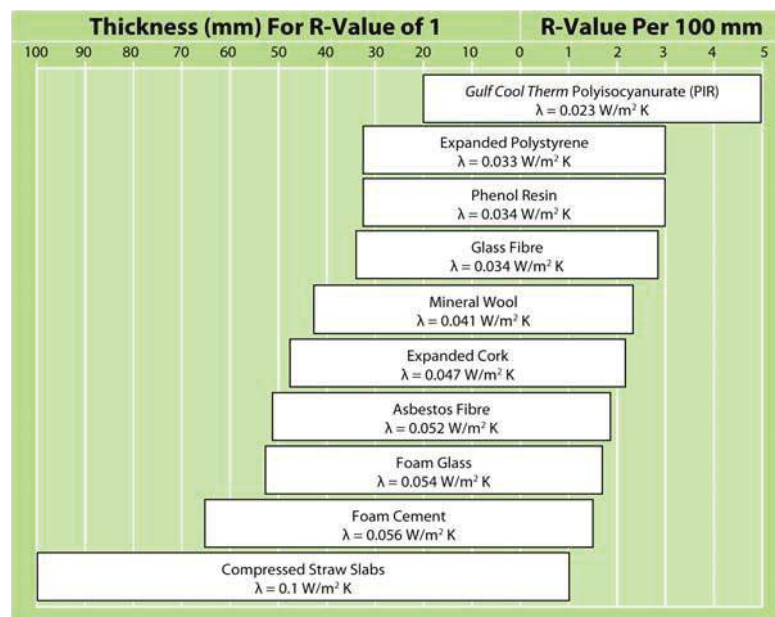 Thickness (mm) For R-Value of 1 R-Value Per 100 mm
100 90 80 70 60 50 40 30 20 10 0 1 2 3 4 5
Gulf Cool Therm Polyisocyanurate (PIR)
λ = 0.023 W/m² K
Expanded Polystyrene
λ = 0.033 W/m² K
Phenol Resin
λ = 0.034 W/m² K
Glass Fibre
λ = 0.034 W/m² K
Mineral Wool
λ = 0.041 W/m² K
Expanded Cork
λ = 0.047 W/m² K
Asbestos Fibre
λ = 0.052 W/m² K
Foam Glass
λ = 0.054 W/m² K
Foam Cement
λ = 0.056 W/m² K
Compressed Straw Slabs
λ = 0.1 W/m² K